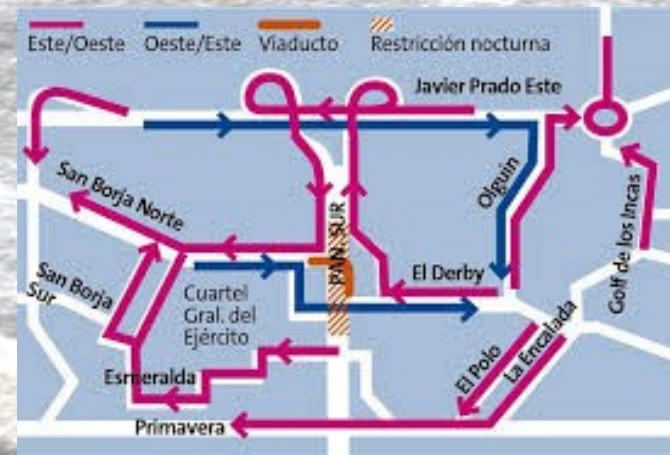 Este/Oeste
Oeste/Este
Viaducto
Restricción nocturna
Javier Prado Este
San Borja Norte
PAN. SUR
Olguin
Golf de los Incas
El Derby
San Borja
Sur
Cuartel
Gral. del
Ejército
El Polo
La Encalada
Esmeralda
Primavera